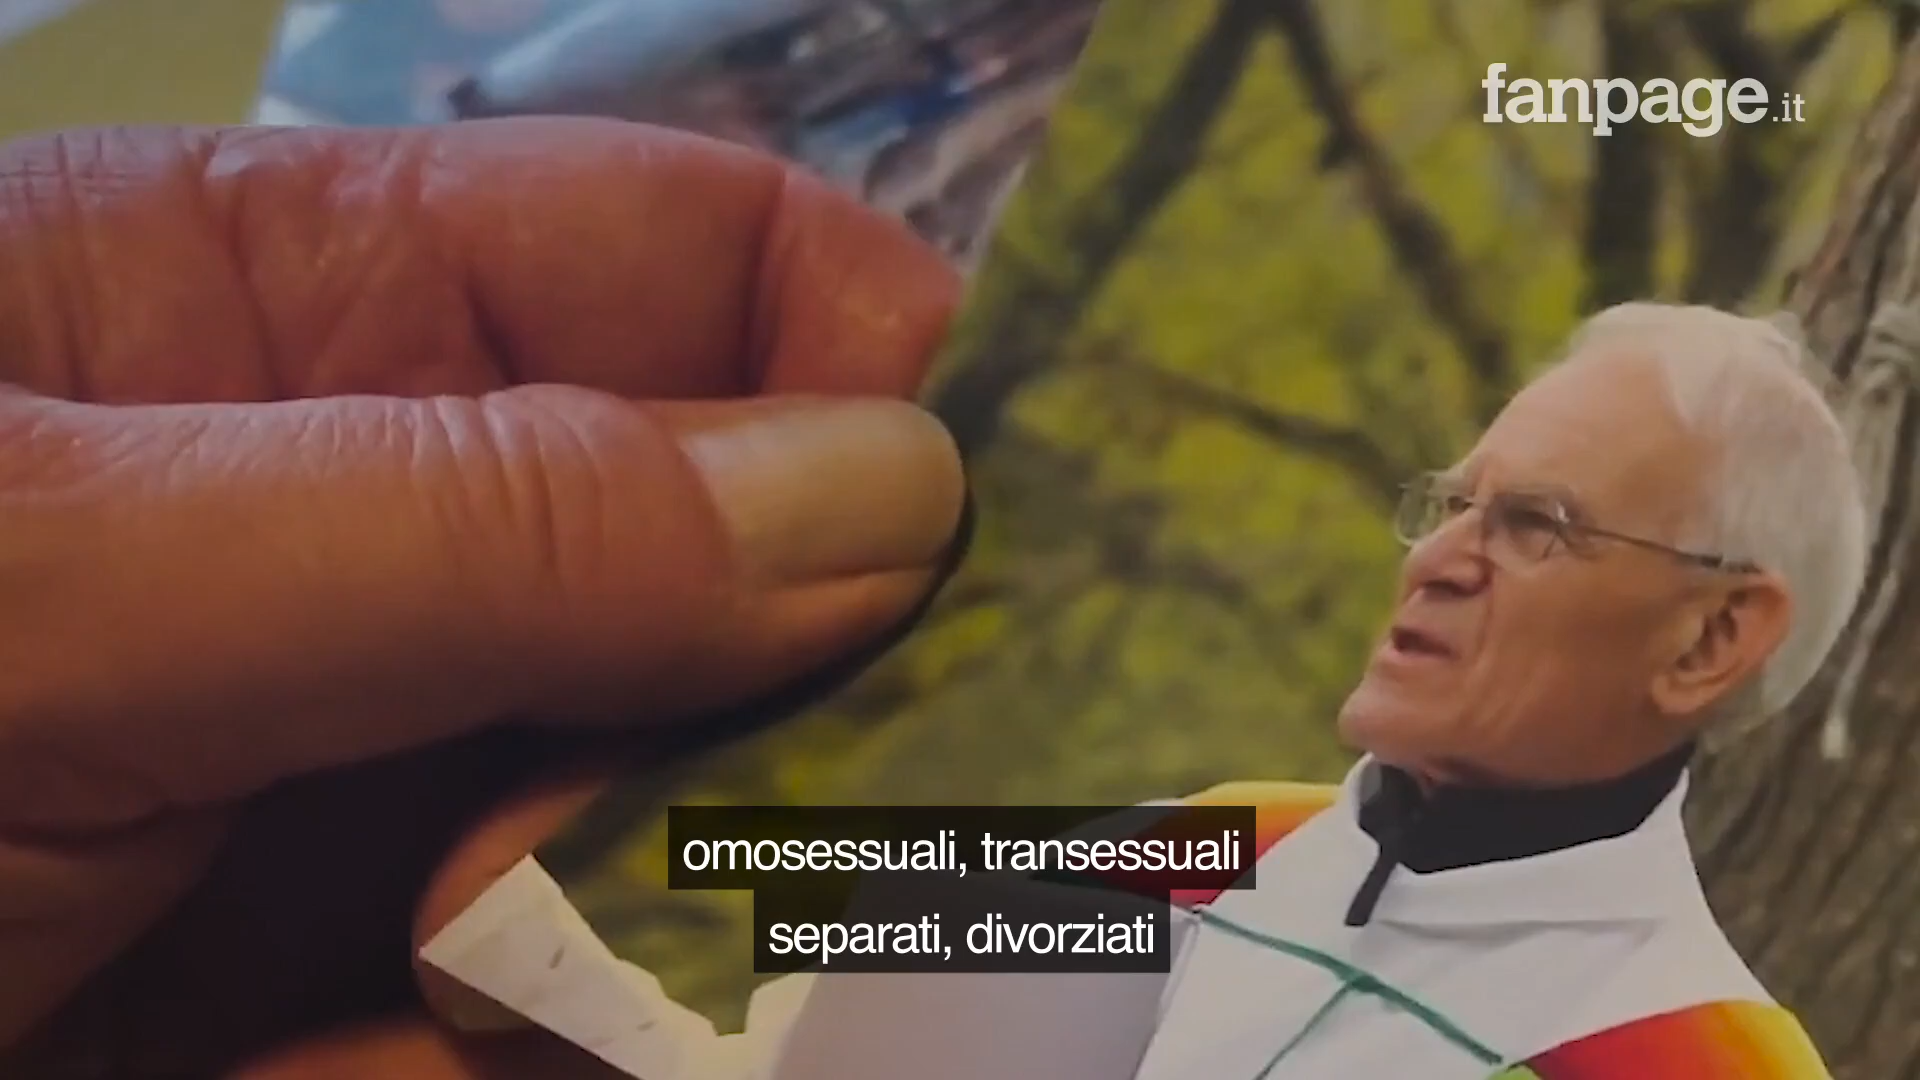 fanpage.it
omosessuali, transessuali
separati, divorziati